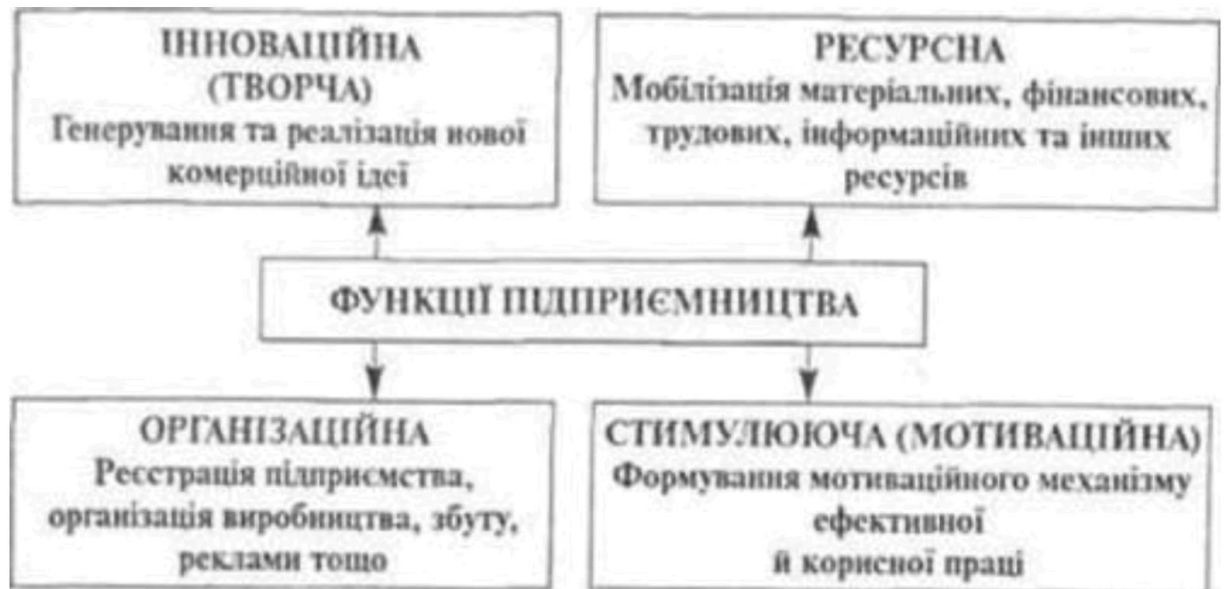 ІННОВАЦІЙНА
(ТВОРЧА)
Генерування та реалізація нової
комерційної ідеї
РЕСУРСНА
Мобілізація матеріальних, фінансових,
трудових, інформаційних та інших
ресурсів
ФУНКЦІЇ ПІДПРИЄМНИЦТВА
ОРГАНІЗАЦІЙНА
Реєстрація підприємства,
організація виробництва, збуту,
реклами тощо
СТИМУЛЮЮЧА (МОТИВАЦІЙНА)
Формування мотиваційного механізму
ефективної
й корисної праці